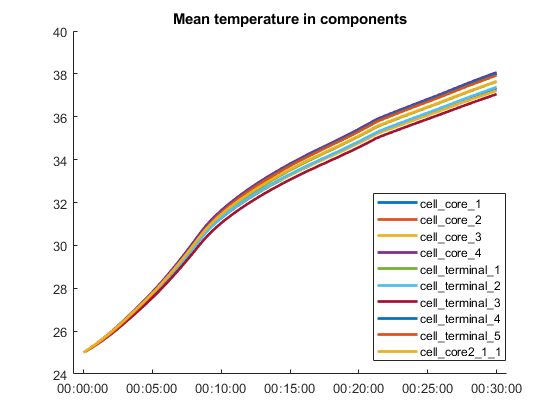 Mean temperature in components
40
38
36
34
32
30
28
26
24
cell_core_1
cell_core_2
cell_core_3
cell_core_4
cell_terminal_1
cell_terminal_2
cell_terminal_3
cell_terminal_4
cell_terminal_5
cell_core2_1_1
00:00:00 00:05:00 00:10:00 00:15:00 00:20:00 00:25:00 00:30:00